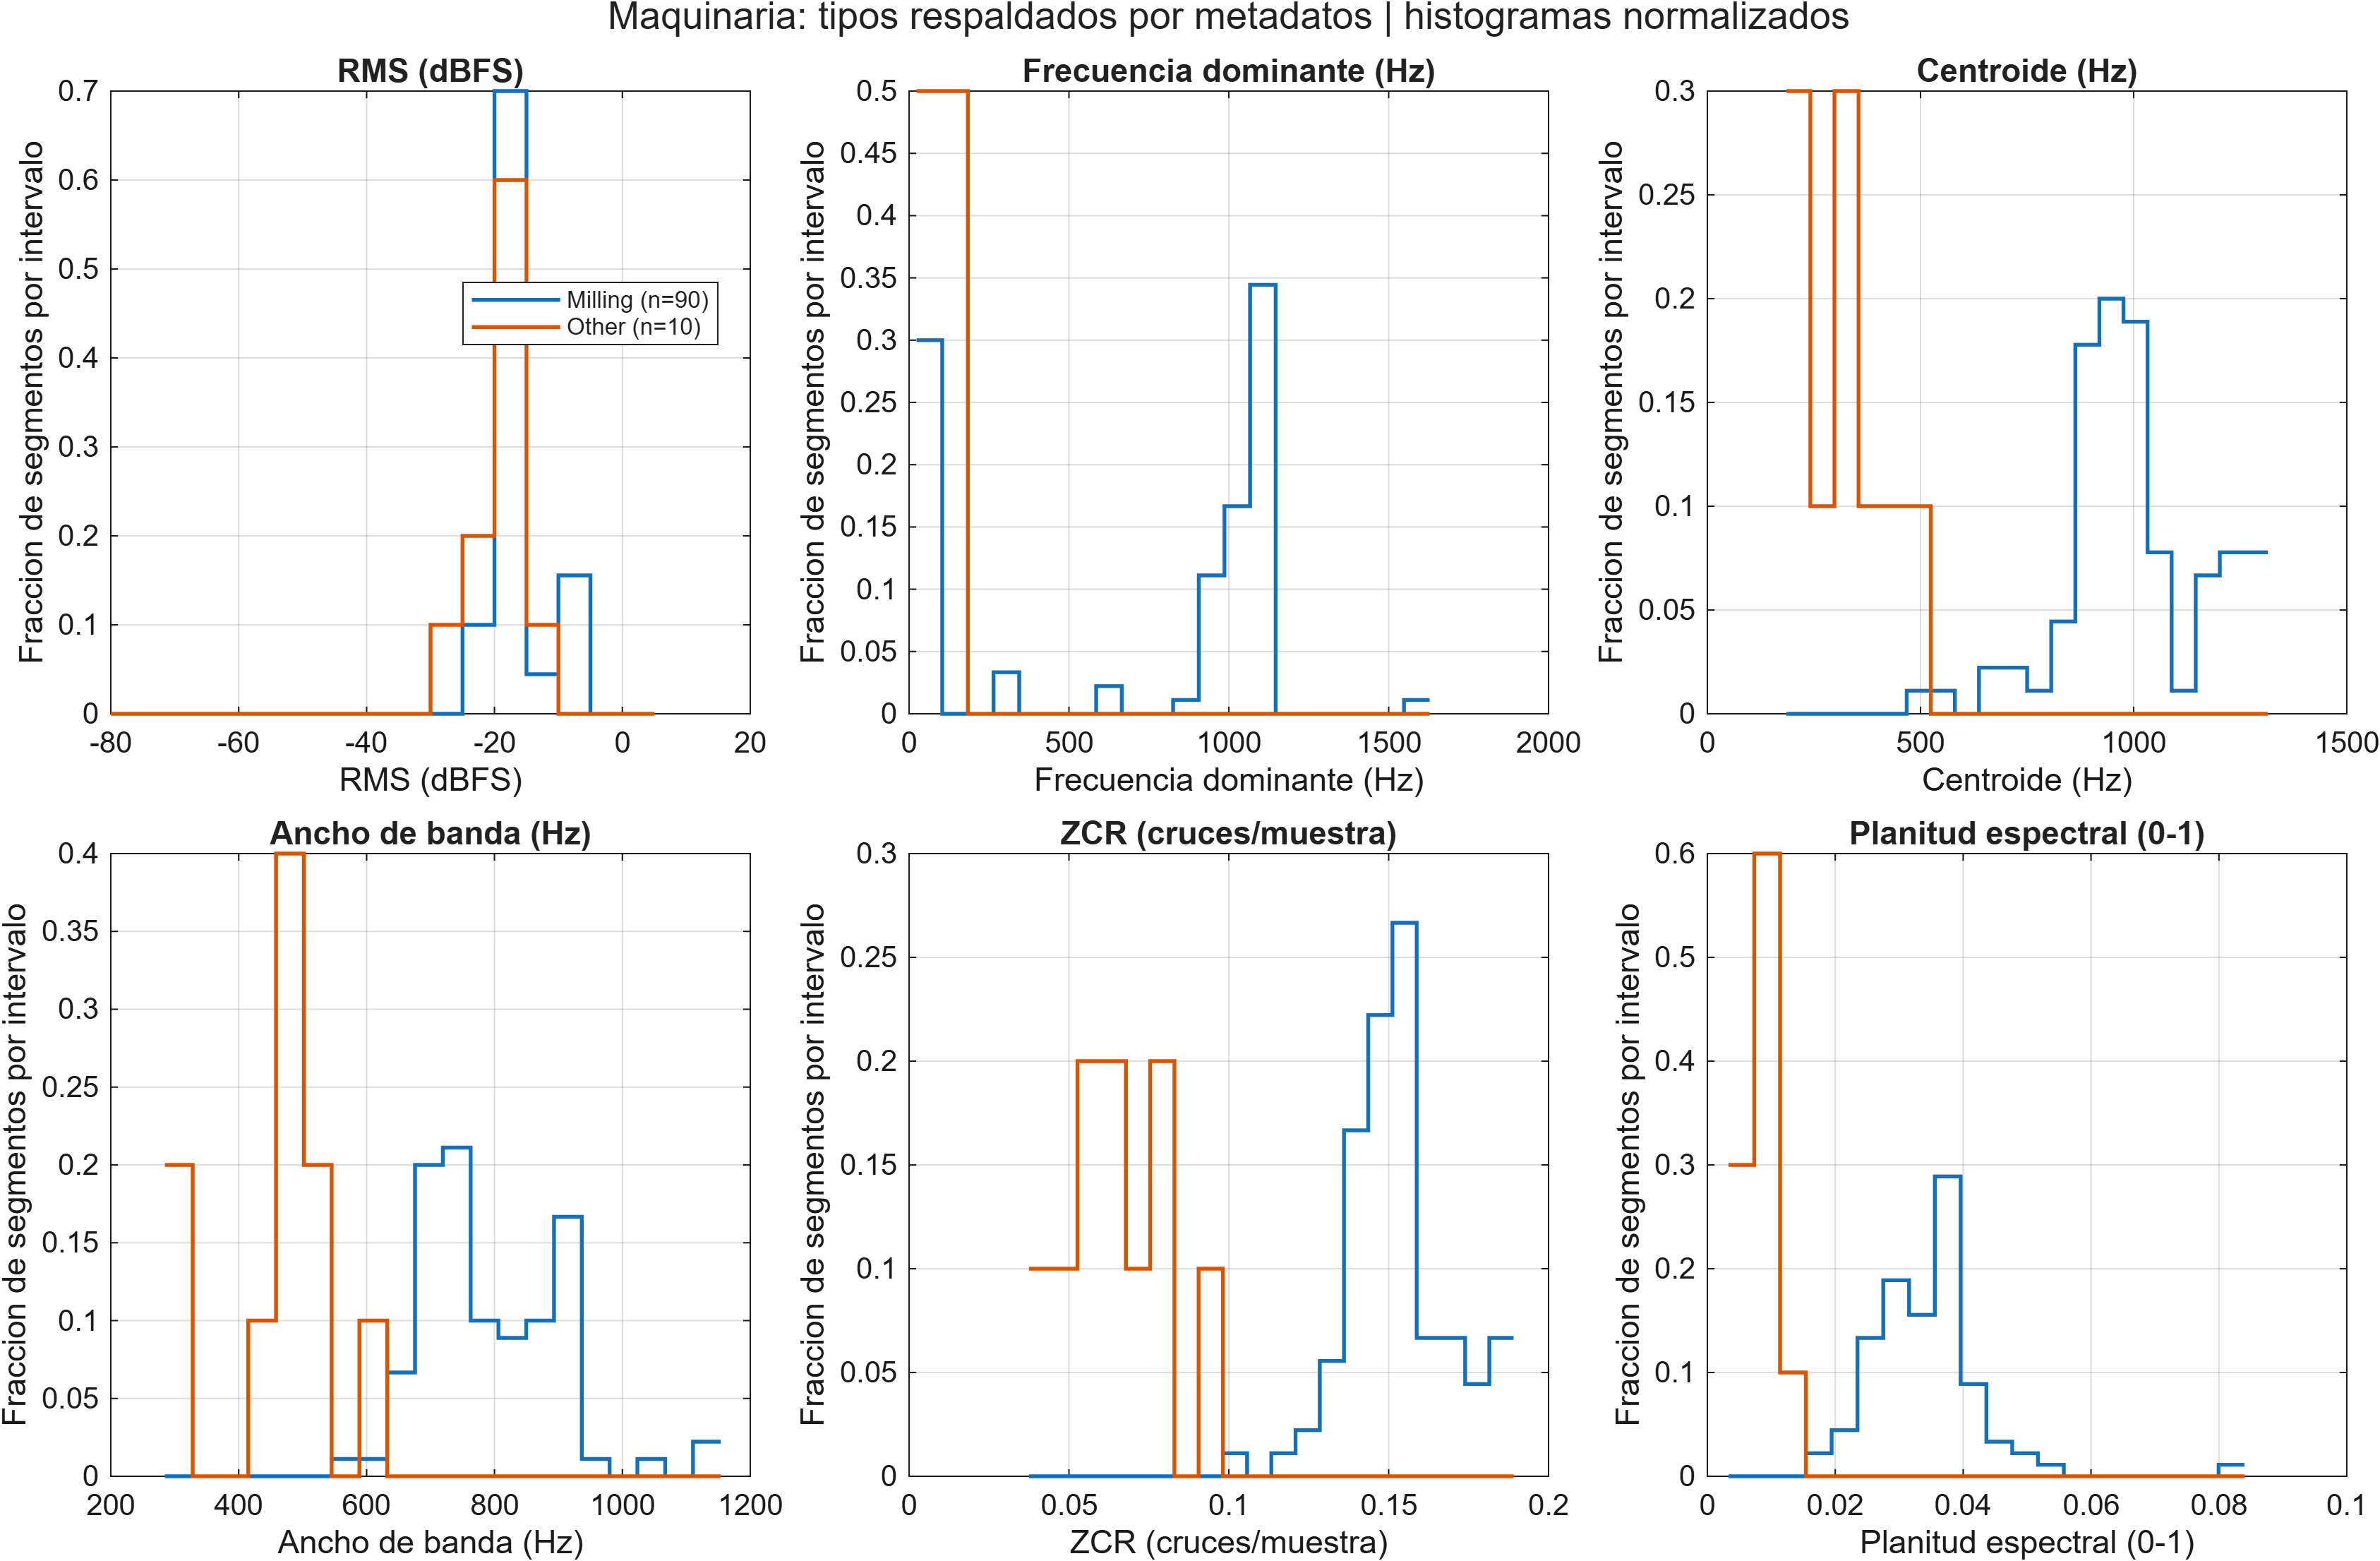 Maquinaria: tipos respaldados por metadatos | histogramas normalizados
RMS (dBFS)
Fraccion de segmentos por intervalo
0.7
0.6
0.5
0.4
0.3
0.2
0.1
0
Milling (n=90)
Other (n=10)
-80 -60 -40 -20 0 20
RMS (dBFS)
Frecuencia dominante (Hz)
Fraccion de segmentos por intervalo
0.5
0.45
0.4
0.35
0.3
0.25
0.2
0.15
0.1
0.05
0
0 500 1000 1500 2000
Frecuencia dominante (Hz)
Centroide (Hz)
Fraccion de segmentos por intervalo
0.3
0.25
0.2
0.15
0.1
0.05
0
0 500 1000 1500
Centroide (Hz)
Ancho de banda (Hz)
Fraccion de segmentos por intervalo
0.4
0.35
0.3
0.25
0.2
0.15
0.1
0.05
0
200 400 600 800 1000 1200
Ancho de banda (Hz)
ZCR (cruces/muestra)
Fraccion de segmentos por intervalo
0.3
0.25
0.2
0.15
0.1
0.05
0
0 0.05 0.1 0.15 0.2
ZCR (cruces/muestra)
Planitud espectral (0-1)
Fraccion de segmentos por intervalo
0.6
0.5
0.4
0.3
0.2
0.1
0
0 0.02 0.04 0.06 0.08 0.1
Planitud espectral (0-1)